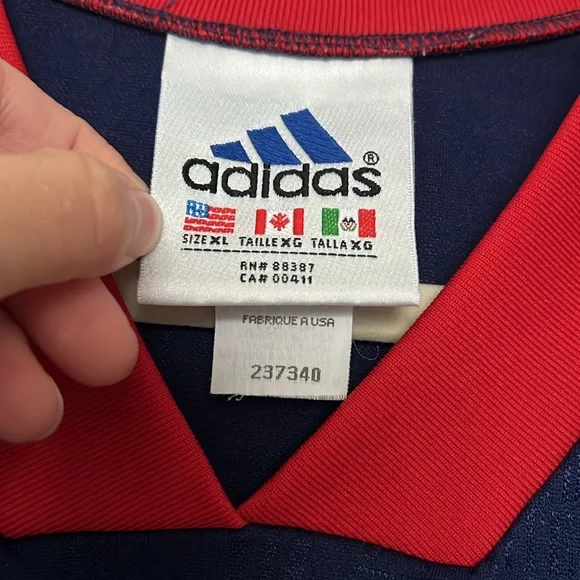 adidas®
SIZE XL TAILLE XG TALLA XG
RN# 88387
CA# 00411
FABRIQUE A USA
237340